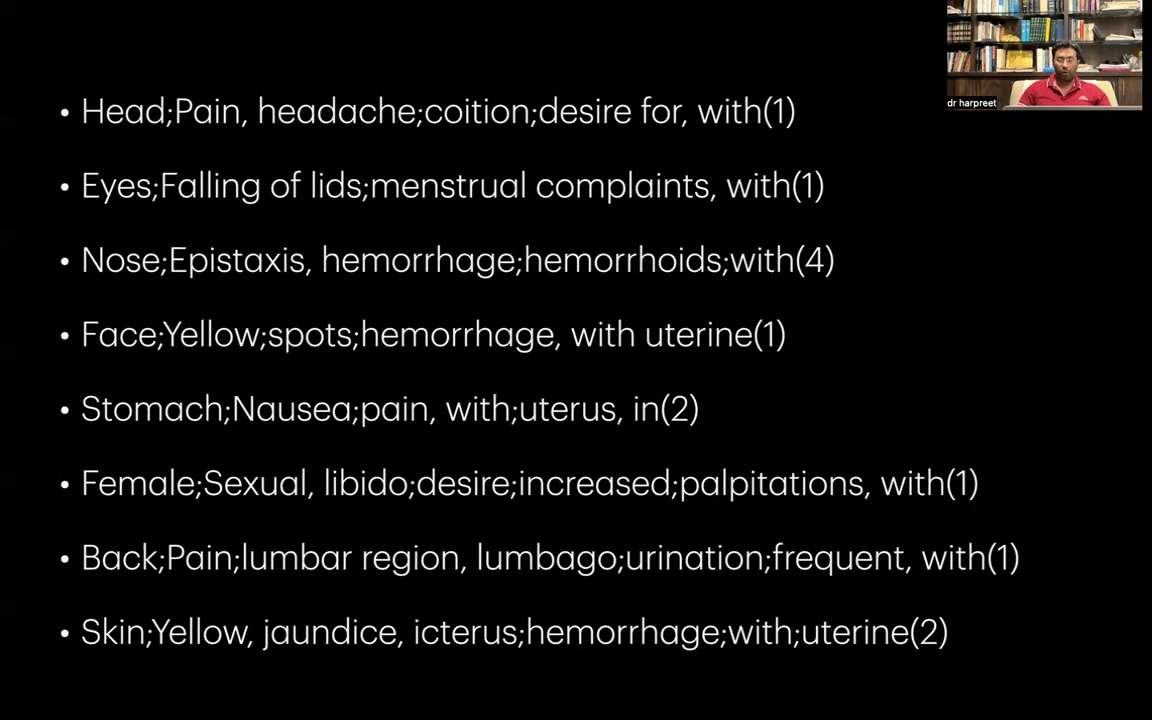 dr harpreet
• Head;Pain, headache;coition;desire for, with(1)
• Eyes;Falling of lids;menstrual complaints, with(1)
• Nose;Epistaxis, hemorrhage;hemorrhoids;with(4)
• Face;Yellow;spots;hemorrhage, with uterine(1)
• Stomach;Nausea;pain, with;uterus, in(2)
• Female;Sexual, libido;desire;increased;palpitations, with(1)
• Back;Pain;lumbar region, lumbago;urination;frequent, with(1)
• Skin;Yellow, jaundice, icterus;hemorrhage;with;uterine(2)